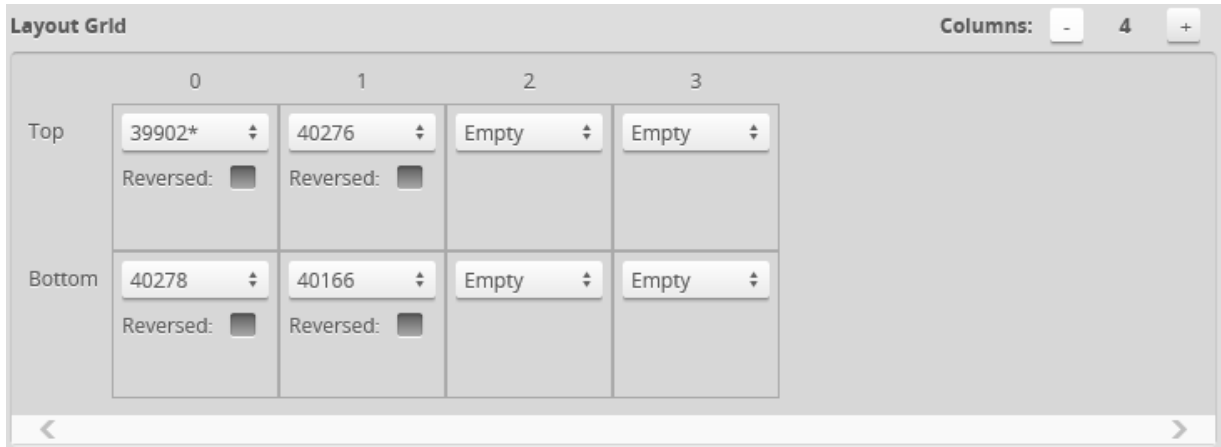 Layout Grid Columns: - 4 +
0 1 2 3
Top 39902* 40276 Empty Empty
Reversed: Reversed:
Bottom 40278 40166 Empty Empty
Reversed: Reversed: